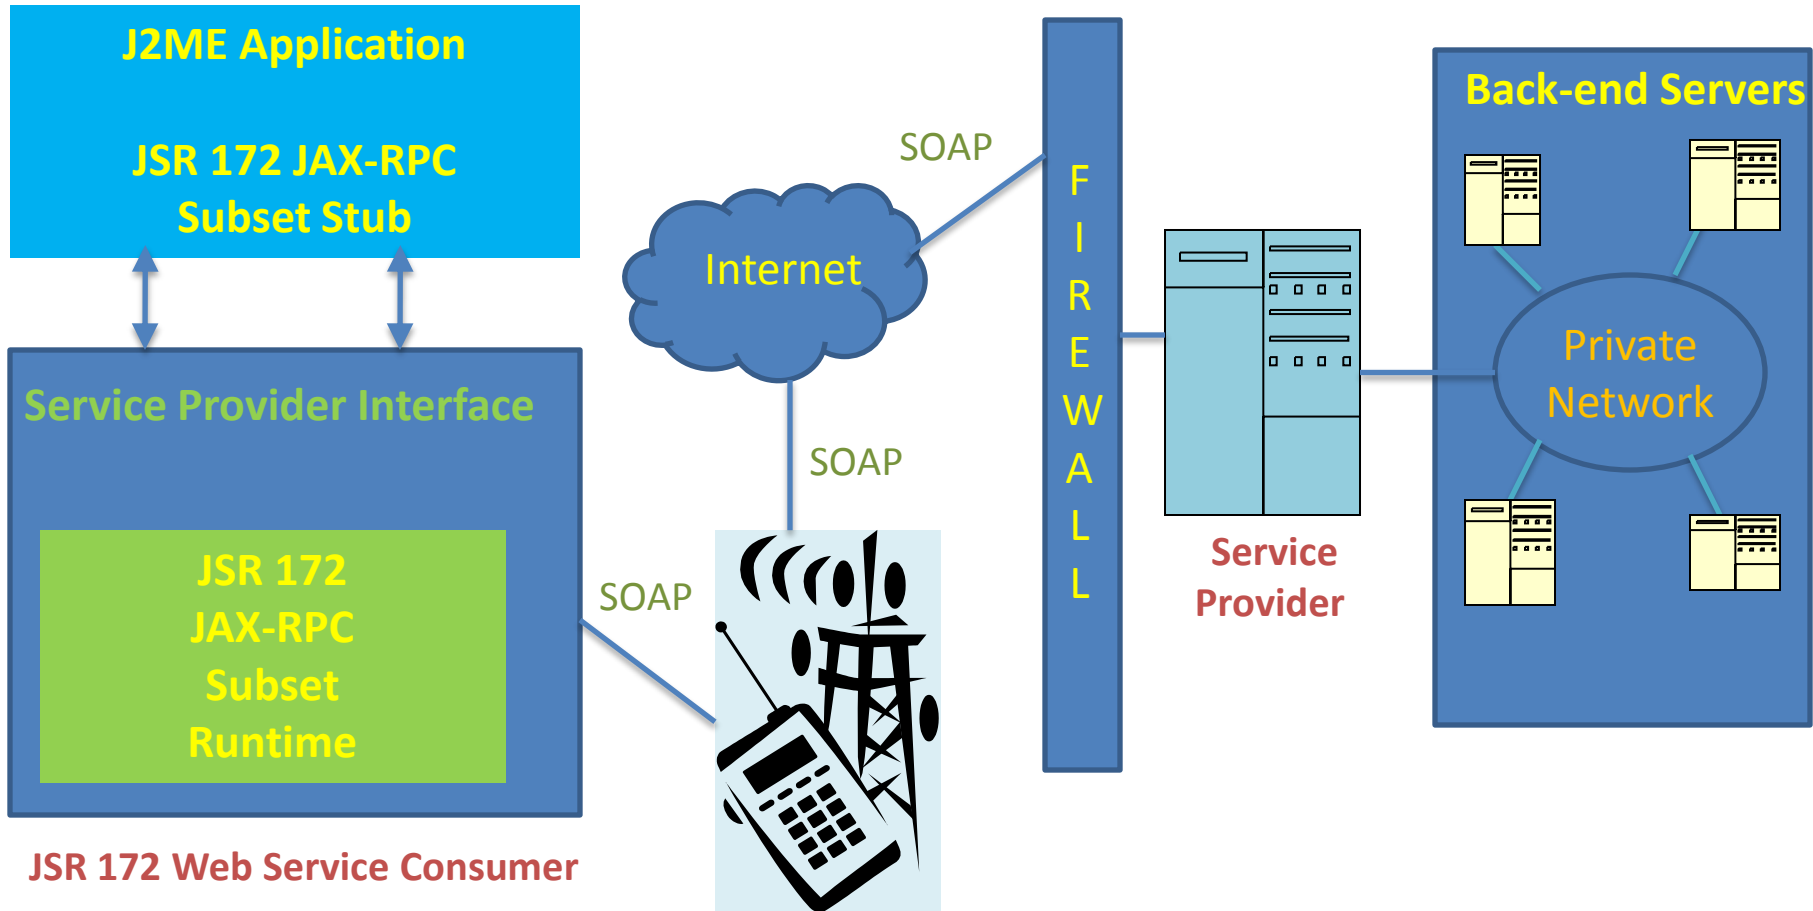 J2ME Application
JSR 172 JAX-RPC
Subset Stub
Service Provider Interface
JSR 172
JAX-RPC
Subset
Runtime
JSR 172 Web Service Consumer
SOAP
SOAP
Internet
SOAP
F
I
R
E
W
A
L
L
Service
Provider
Back-end Servers
Private
Network